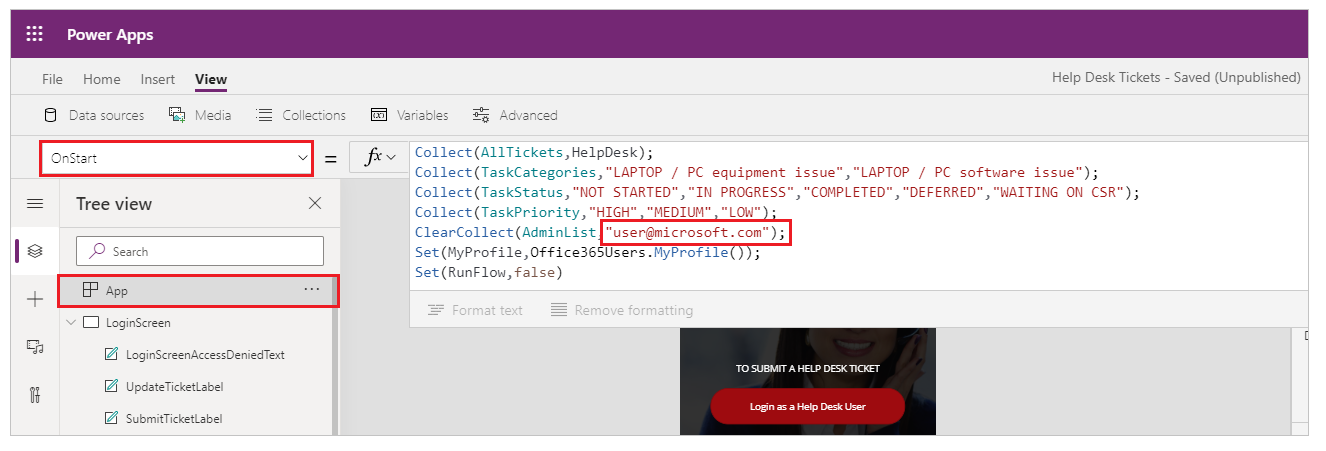 Power Apps
File Home Insert View
Help Desk Tickets - Saved (Unpublished)
Data sources Media Collections Variables Advanced
OnStart = fx
Collect(AllTickets,HelpDesk);
Collect(TaskCategories,"LAPTOP / PC equipment issue","LAPTOP / PC software issue");
Collect(TaskStatus,"NOT STARTED","IN PROGRESS","COMPLETED","DEFERRED","WAITING ON CSR");
Collect(TaskPriority,"HIGH","MEDIUM","LOW");
ClearCollect(AdminList,"user@microsoft.com");
Set(MyProfile,Office365Users.MyProfile());
Set(RunFlow,false)
Format text Remove formatting
Tree view
Search
App ...
LoginScreen
LoginScreenAccessDeniedText
UpdateTicketLabel
SubmitTicketLabel
TO SUBMIT A HELP DESK TICKET
Login as a Help Desk User